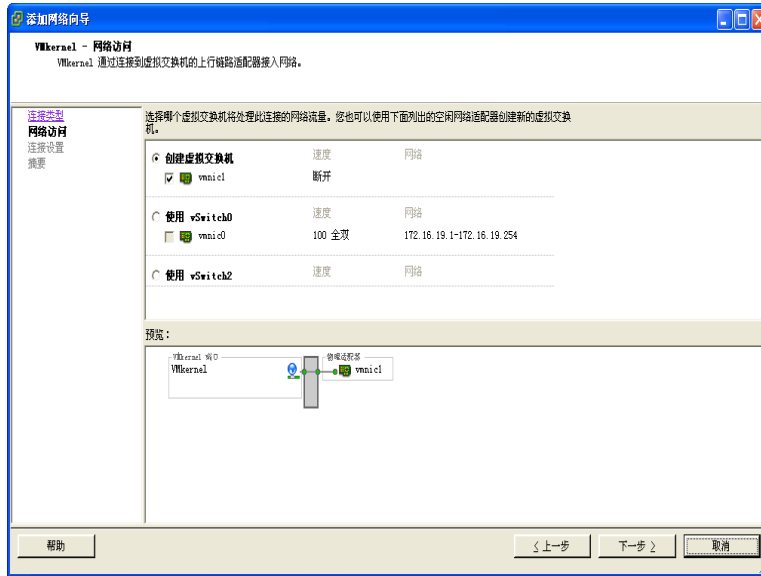 添加网络向导
VMkernel - 网络访问
VMkernel 通过连接到虚拟交换机的上行链路适配器接入网络。
连接类型
网络访问
连接设置
摘要
选择哪个虚拟交换机将处理此连接的网络流量。您也可以使用下面列出的空闲网络适配器创建新的虚拟交换
机。
创建虚拟交换机 速度 网络
vmnic1 断开
使用 vSwitch0 速度 网络
vmnic0 100 全双 172.16.19.1-172.16.19.254
使用 vSwitch2 速度 网络
预览：
VMkernel 端口 物理适配器
VMkernel vmnic1
帮助 < 上一步 下一步 > 取消